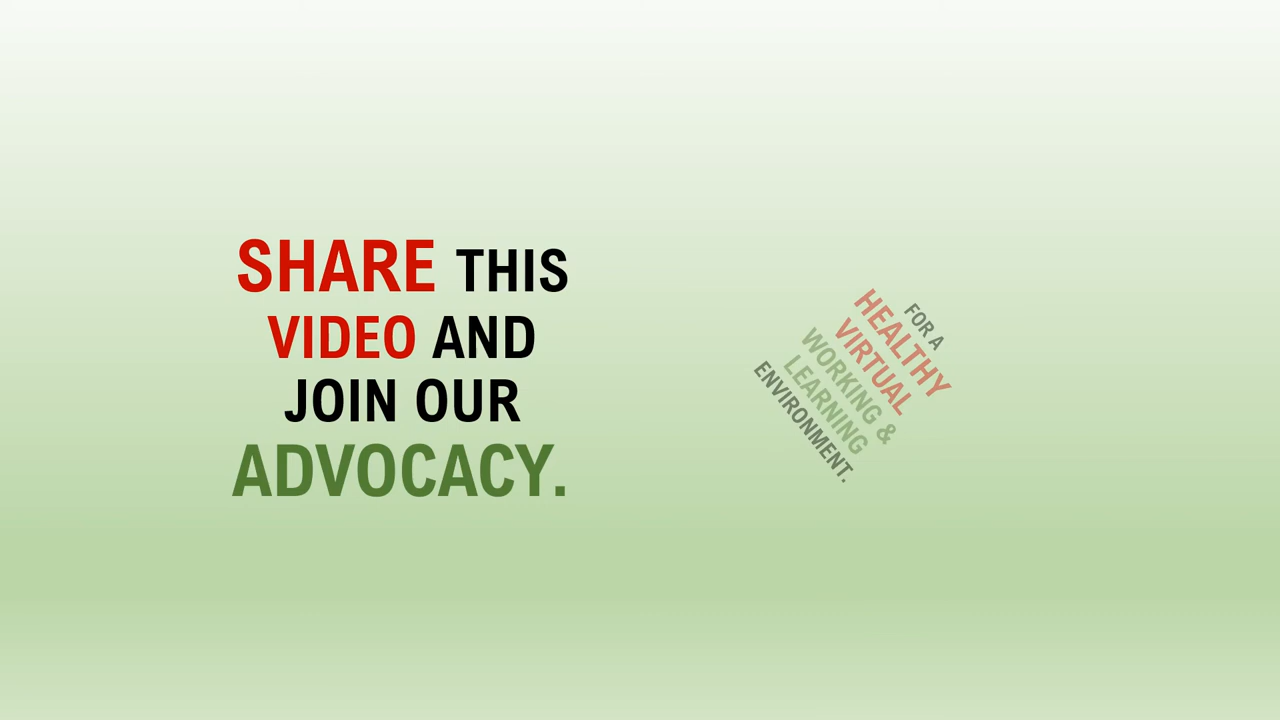 SHARE THIS
VIDEO AND
JOIN OUR
ADVOCACY.
FOR A
HEALTHY
VIRTUAL
WORKING &
LEARNING
ENVIRONMENT.